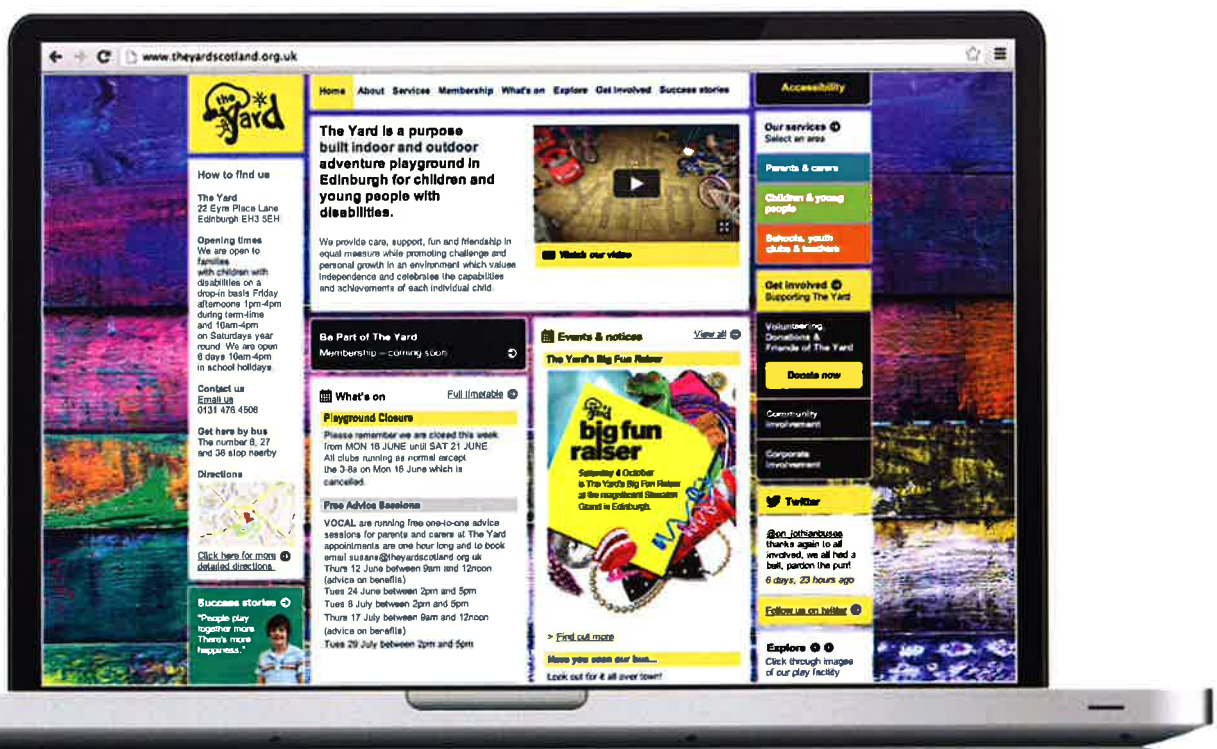 www.theyardscotland.org.uk
the Yard
Home About Services Membership What's on Explore Get Involved Success stories
Accessibility
How to find us
The Yard
22 Eyre Place Lane
Edinburgh EH3 5EH
Opening times
We are open to
families
with children with
disabilities on a
drop-in basis Friday
afternoons 1pm-4pm
during term-time
and 10am-4pm
on Saturdays year
round. We are open
6 days 10am-4pm
in school holidays.
Contact us
Email us
0131 476 4506
Get here by bus
The number 8, 27
and 36 stop nearby
Directions
Click here for more
detailed directions.
Success stories
"People play
together more
There's more
happiness."
The Yard is a purpose
built indoor and outdoor
adventure playground in
Edinburgh for children and
young people with
disabilities.
We provide care, support, fun and friendship in
equal measure while promoting challenge and
personal growth in an environment which values
independence and celebrates the capabilities
and achievements of each individual child.
Watch our video
Be Part of The Yard
Membership – coming soon
What's on Full timetable
Playground Closure
Please remember we are closed this week
from MON 16 JUNE until SAT 21 JUNE
All clubs running as normal except
the 3-8s on Mon 16 June which is
cancelled.
Free Advice Sessions
VOCAL are running free one-to-one advice
sessions for parents and carers at The Yard
appointments are one hour long and to book
email susans@theyardscotland.org.uk
Thurs 12 June between 9am and 12noon
(advice on benefits)
Tues 24 June between 2pm and 5pm
Tues 8 July between 2pm and 5pm
Thurs 17 July between 9am and 12noon
(advice on benefits)
Tues 29 July between 2pm and 5pm
Events & notices View all
The Yard's Big Fun Raiser
the Yard
big fun
raiser
Saturday 4 October
is The Yard's Big Fun Raiser
at the magnificent Sheraton
Grand in Edinburgh.
> Find out more
Have you seen our bus...
Look out for it all over town!
Our services
Select an area
Parents & carers
Children & young
people
Schools, youth
clubs & teachers
Get involved
Supporting The Yard
Volunteering,
Donations &
Friends of The Yard
Donate now
Community
involvement
Corporate
involvement
Twitter
@on_lothianbuses
thanks again to all
involved, we all had a
ball, pardon the pun!
6 days, 23 hours ago
Follow us on twitter
Explore
Click through images
of our play facility